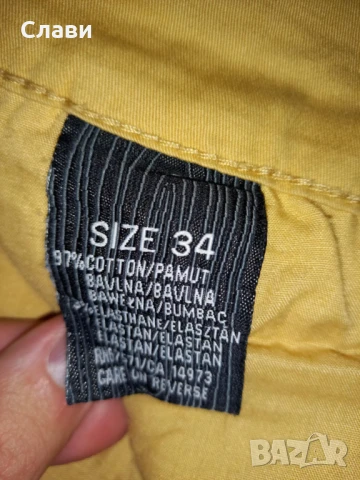 Слави
SIZE 34
97% COTTON/PAMUT
BAVLNA/BAVLNA
BAWEŁNA/BUMBAC
ELASTHANE/ELASZTÁN
ELASTAN/ELASTAN
ELASTAN/ELASTAN
14973
CARE ON REVERSE
BAZAR
bg